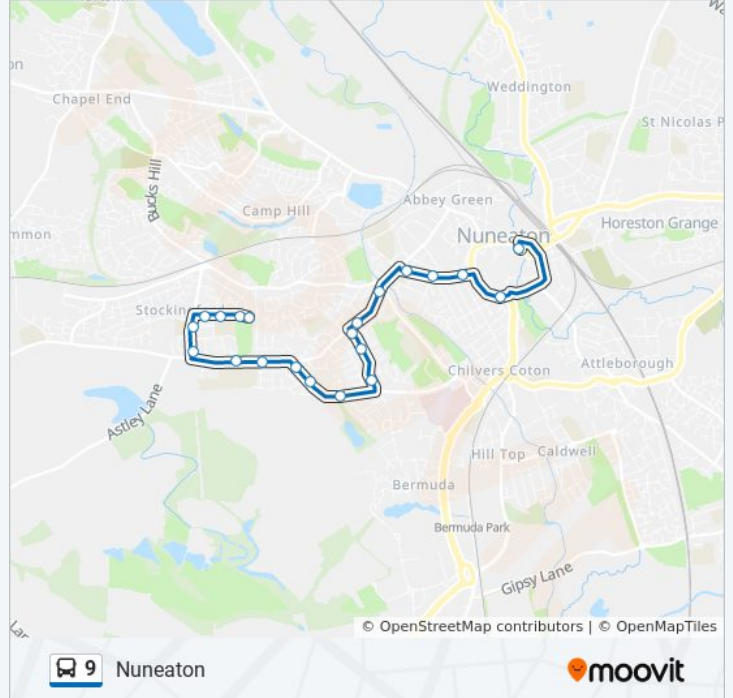 Weddington
Chapel End
St Nicolas P
Bucks Hill
Abbey Green
Camp Hill
Horeston Grange
mmon
Nuneaton
Stockingford
Attleborough
Chilvers Coton
Astley Lane
Hill Top
Caldwell
Bermuda
Bermuda Park
Gipsy Lane
© OpenStreetMap contributors | © OpenMapTiles
9 Nuneaton
moovit